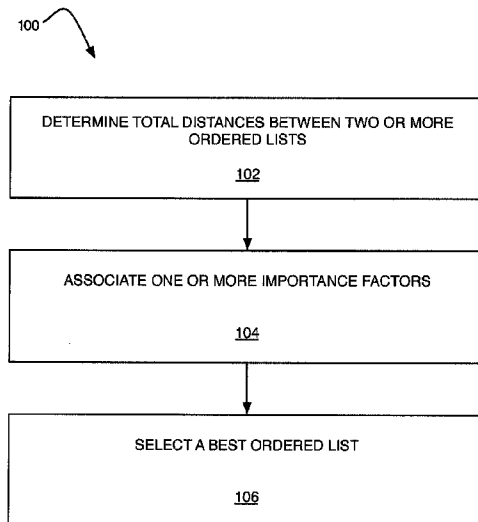 100
DETERMINE TOTAL DISTANCES BETWEEN TWO OR MORE
ORDERED LISTS
102
ASSOCIATE ONE OR MORE IMPORTANCE FACTORS
104
SELECT A BEST ORDERED LIST
106